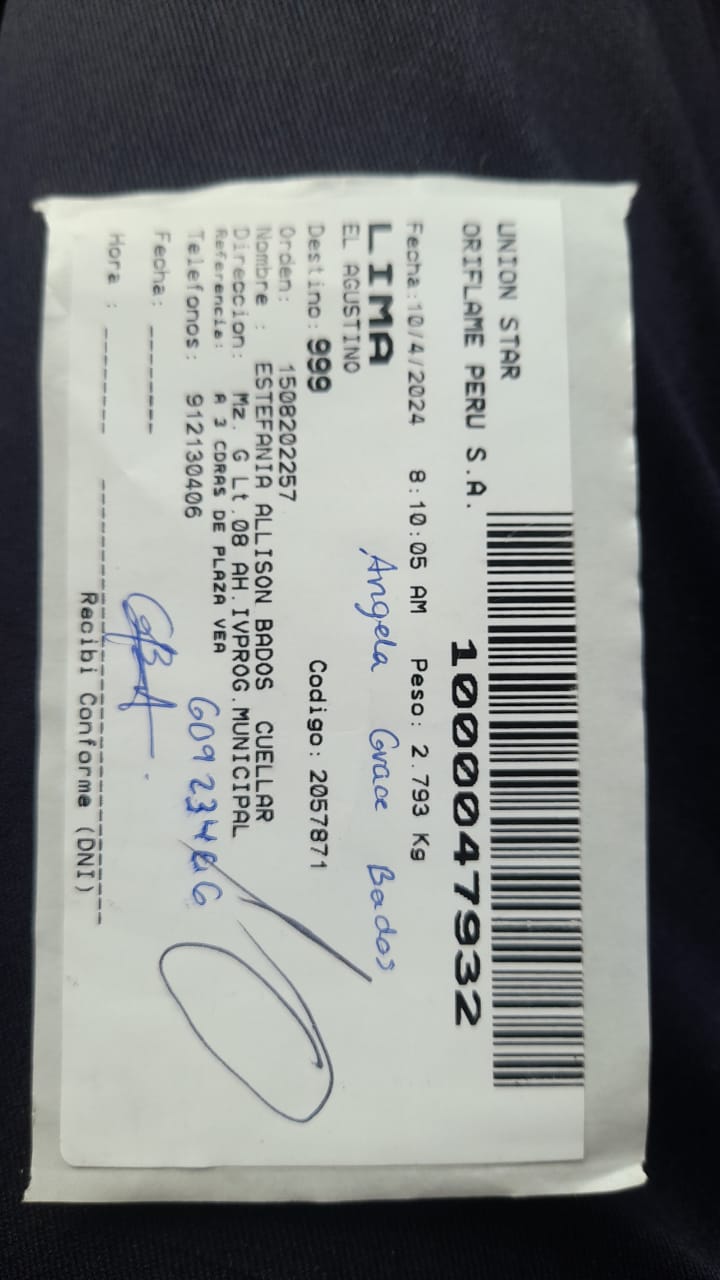 UNION STAR
ORIFLAME PERU S.A.
1000047932
Fecha:10/4/2024 8:10:05 AM Peso: 2.793 Kg
LIMA
Angela Grace Bados
EL AGUSTINO
Destino: 999 Codigo: 2057871
Orden: 1508202257
Nombre : ESTEFANIA ALLISON BADOS CUELLAR
Direccion: Mz. G Lt.08 AH.IVPROG.MUNICIPAL
Referencia: A 3 CDRAS DE PLAZA VEA
Telefonos: 912130406
Fecha: --------
Hora : --------
Recibi Conforme (DNI)